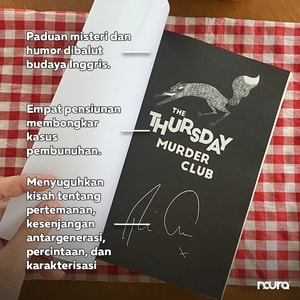 Paduan misteri dan
humor dibalut
budaya Inggris.
Empat pensiunan
membongkar
kasus
pembunuhan.
Menyuguhkan
kisah tentang
pertemanan,
kesenjangan
antargenerasi,
percintaan, dan
karakterisasi
THE
THURSDAY
MURDER
CLUB
noura